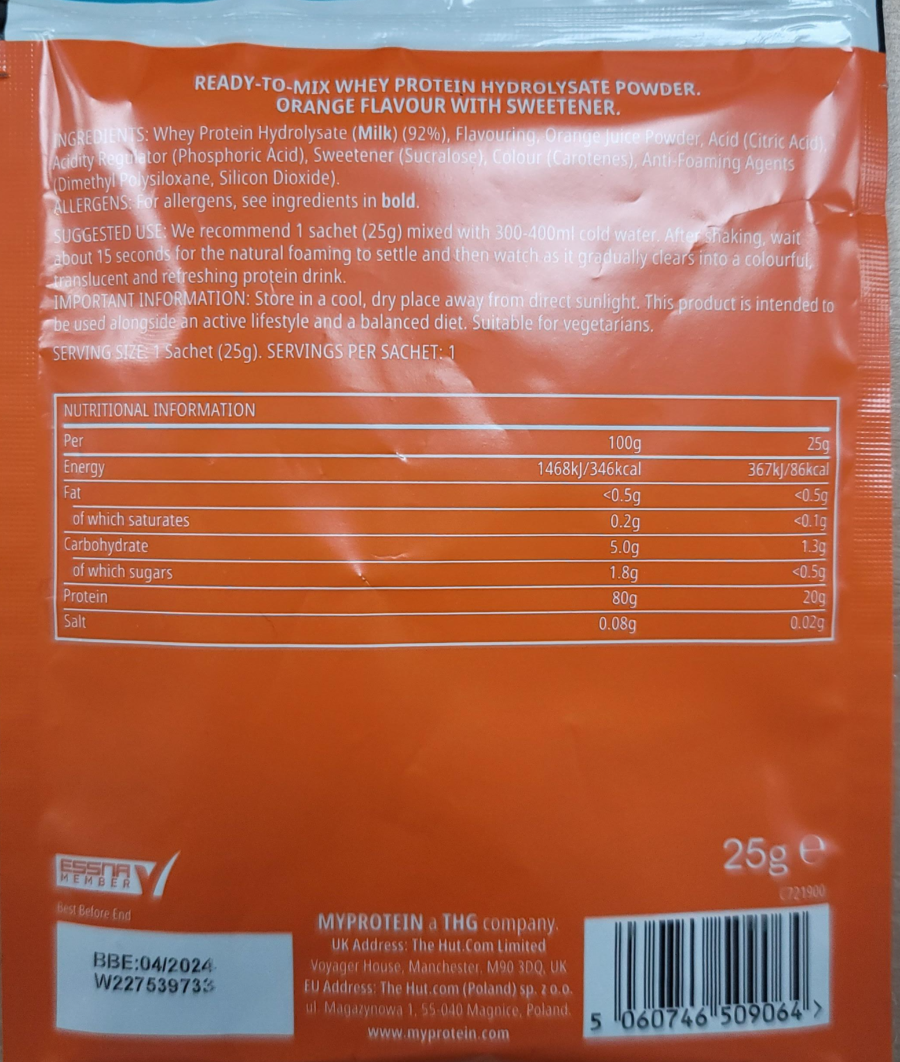 READY-TO-MIX WHEY PROTEIN HYDROLYSATE POWDER.
ORANGE FLAVOUR WITH SWEETENER.
INGREDIENTS: Whey Protein Hydrolysate (Milk) (92%), Flavouring, Orange Juice Powder, Acid (Citric Acid),
Acidity Regulator (Phosphoric Acid), Sweetener (Sucralose), Colour (Carotenes), Anti-Foaming Agents
(Dimethyl Polysiloxane, Silicon Dioxide).
ALLERGENS: For allergens, see ingredients in bold.
SUGGESTED USE: We recommend 1 sachet (25g) mixed with 300-400ml cold water. After shaking, wait
about 15 seconds for the natural foaming to settle and then watch as it gradually clears into a colourful,
translucent and refreshing protein drink.
IMPORTANT INFORMATION: Store in a cool, dry place away from direct sunlight. This product is intended to
be used alongside an active lifestyle and a balanced diet. Suitable for vegetarians.
SERVING SIZE: 1 Sachet (25g). SERVINGS PER SACHET: 1
NUTRITIONAL INFORMATION
Per 100g 25g
Energy 1468kJ/346kcal 367kJ/86kcal
Fat <0.5g <0.5g
of which saturates 0.2g <0.1g
Carbohydrate 5.0g 1.3g
of which sugars 1.8g <0.5g
Protein 80g 20g
Salt 0.08g 0.02g
25g ℮
C721900
ESSNA
MEMBER
Best Before End
BBE:04/2024
W227539733
MYPROTEIN a THG company.
UK Address: The Hut.Com Limited
Voyager House, Manchester. M90 3DQ, UK
EU Address: The Hut.com (Poland) sp. z o.o.
ul. Magazynowa 1, 55-040 Magnice, Poland.
www.myprotein.com
5 060746 509064 >